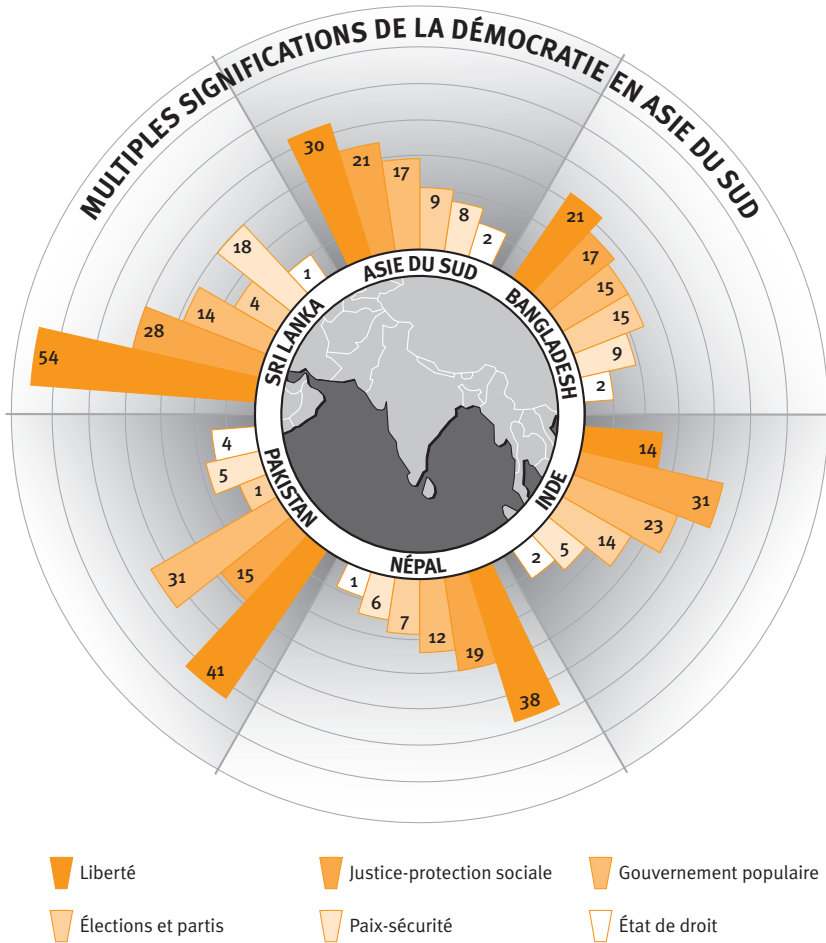 MULTIPLES SIGNIFICATIONS DE LA DÉMOCRATIE EN ASIE DU SUD
ASIE DU SUD
30
21
17
9
8
2
BANGLADESH
21
17
15
15
9
2
INDE
14
31
23
14
5
2
NÉPAL
38
19
12
7
6
1
PAKISTAN
41
15
31
1
5
4
SRI LANKA
54
28
14
4
18
1
Liberté
Justice-protection sociale
Gouvernement populaire
Élections et partis
Paix-sécurité
État de droit